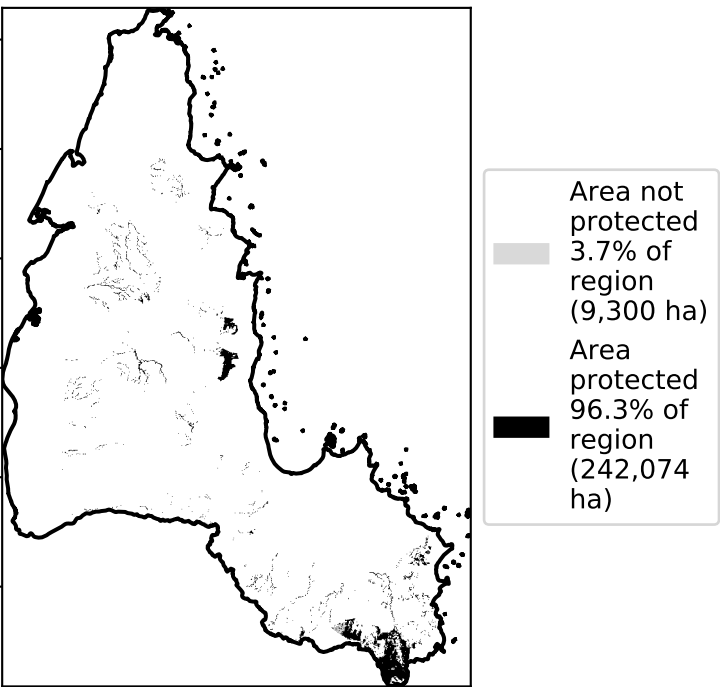 Area not
protected
3.7% of
region
(9,300 ha)
Area
protected
96.3% of
region
(242,074
ha)